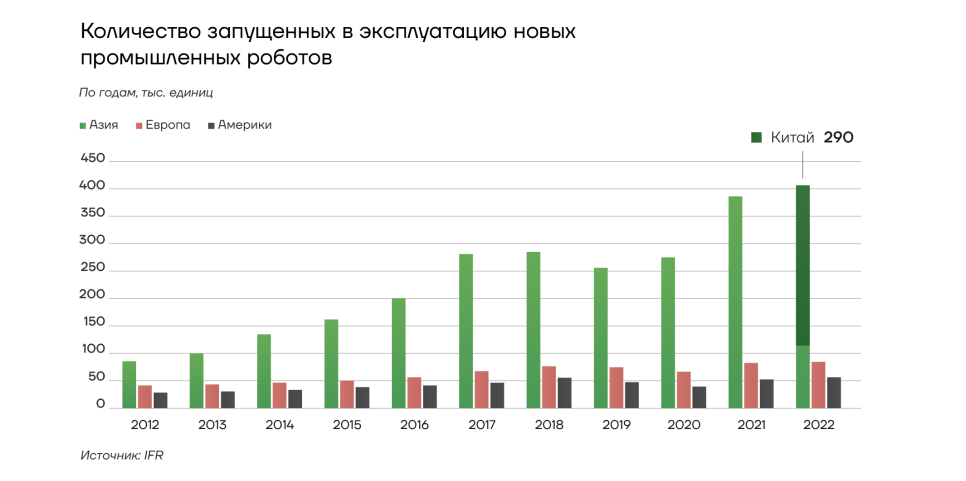 Количество запущенных в эксплуатацию новых
промышленных роботов
По годам, тыс. единиц
Азия Европа Америки
Китай 290
450
400
350
300
250
200
150
100
50
0
2012 2013 2014 2015 2016 2017 2018 2019 2020 2021 2022
Источник: IFR